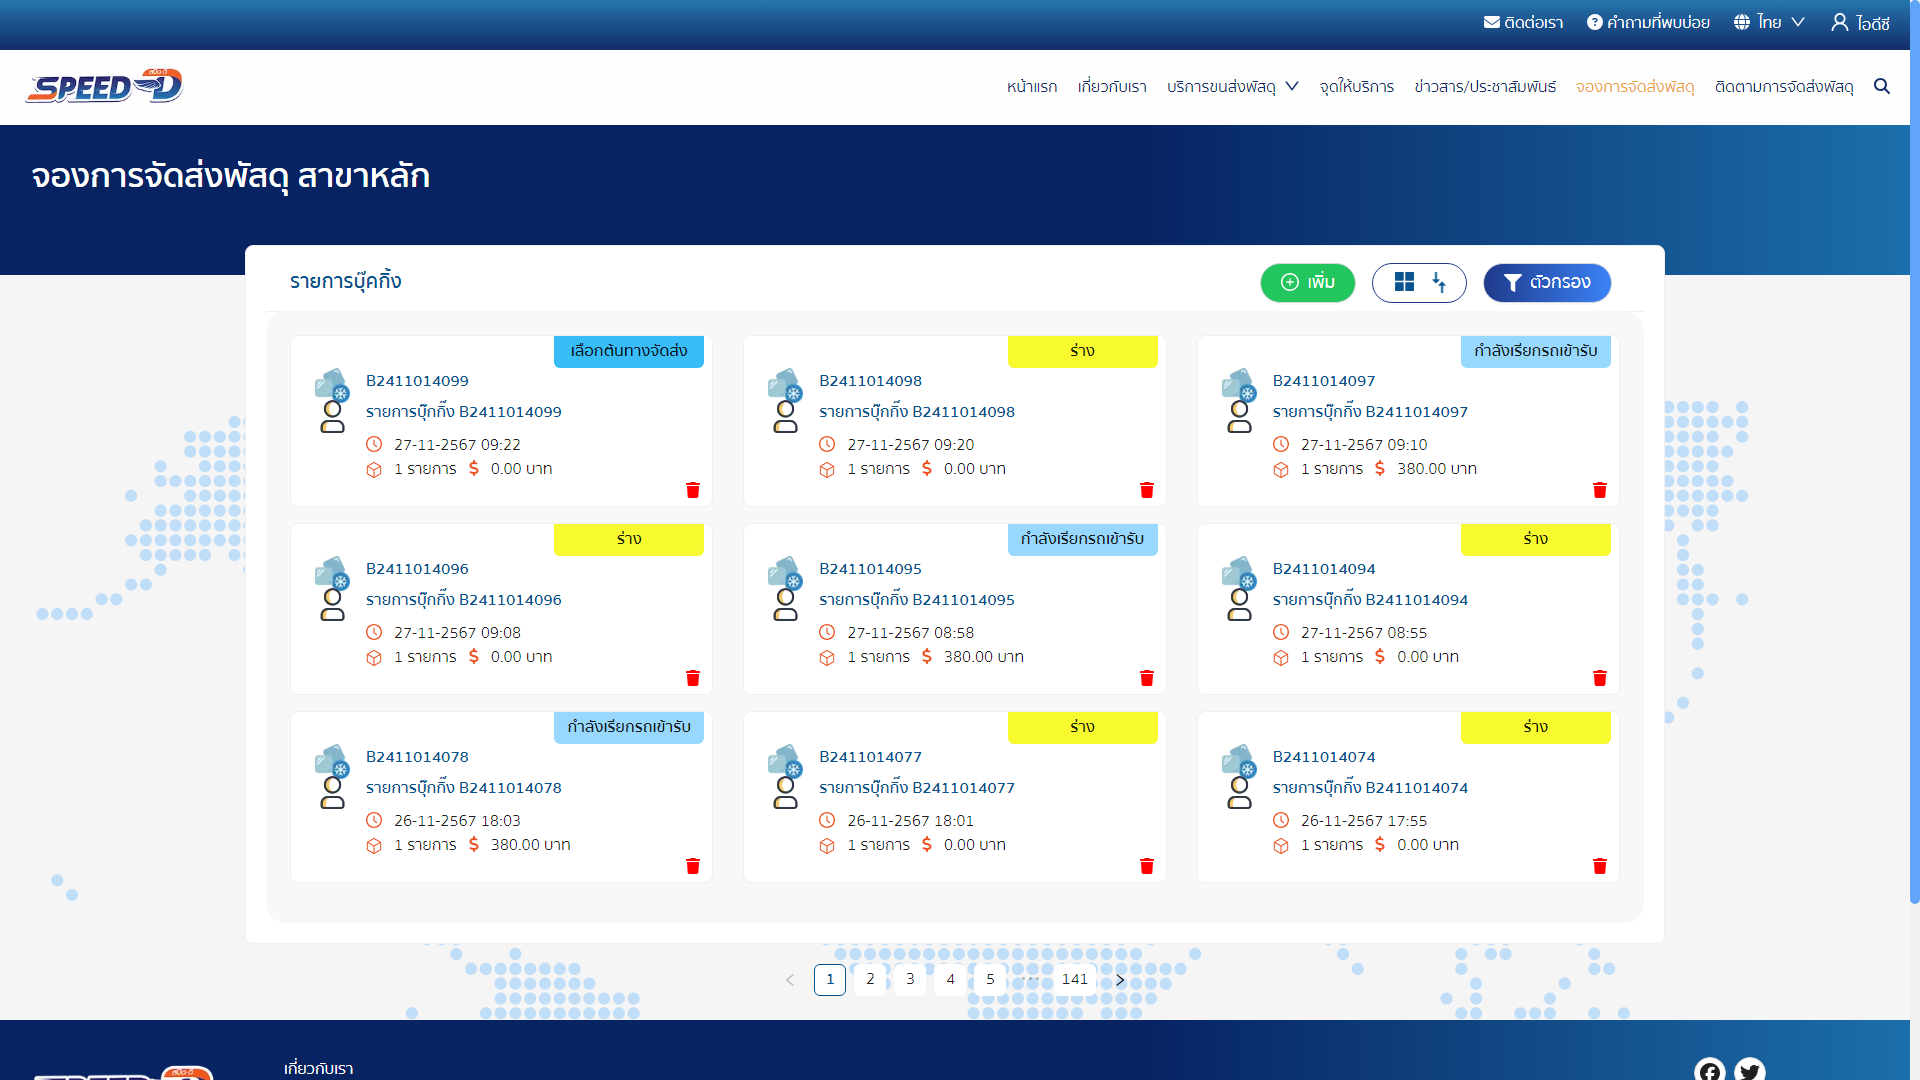 ติดต่อเรา คำถามที่พบบ่อย ไทย ไอดีซี
SPEED-D สปีด-ดี หน้าแรก เกี่ยวกับเรา บริการขนส่งพัสดุ จุดให้บริการ ข่าวสาร/ประชาสัมพันธ์ จองการจัดส่งพัสดุ ติดตามการจัดส่งพัสดุ
จองการจัดส่งพัสดุ สาขาหลัก
รายการบุ๊คกิ้ง เพิ่ม ตัวกรอง
เลือกต้นทางจัดส่ง
B2411014099
รายการบุ๊กกิ๊ง B2411014099
27-11-2567 09:22
1 รายการ $ 0.00 บาท
ร่าง
B2411014098
รายการบุ๊กกิ๊ง B2411014098
27-11-2567 09:20
1 รายการ $ 0.00 บาท
กำลังเรียกรถเข้ารับ
B2411014097
รายการบุ๊กกิ๊ง B2411014097
27-11-2567 09:10
1 รายการ $ 380.00 บาท
ร่าง
B2411014096
รายการบุ๊กกิ๊ง B2411014096
27-11-2567 09:08
1 รายการ $ 0.00 บาท
กำลังเรียกรถเข้ารับ
B2411014095
รายการบุ๊กกิ๊ง B2411014095
27-11-2567 08:58
1 รายการ $ 380.00 บาท
ร่าง
B2411014094
รายการบุ๊กกิ๊ง B2411014094
27-11-2567 08:55
1 รายการ $ 0.00 บาท
กำลังเรียกรถเข้ารับ
B2411014078
รายการบุ๊กกิ๊ง B2411014078
26-11-2567 18:03
1 รายการ $ 380.00 บาท
ร่าง
B2411014077
รายการบุ๊กกิ๊ง B2411014077
26-11-2567 18:01
1 รายการ $ 0.00 บาท
ร่าง
B2411014074
รายการบุ๊กกิ๊ง B2411014074
26-11-2567 17:55
1 รายการ $ 0.00 บาท
< 1 2 3 4 5 ••• 141 >
เกี่ยวกับเรา